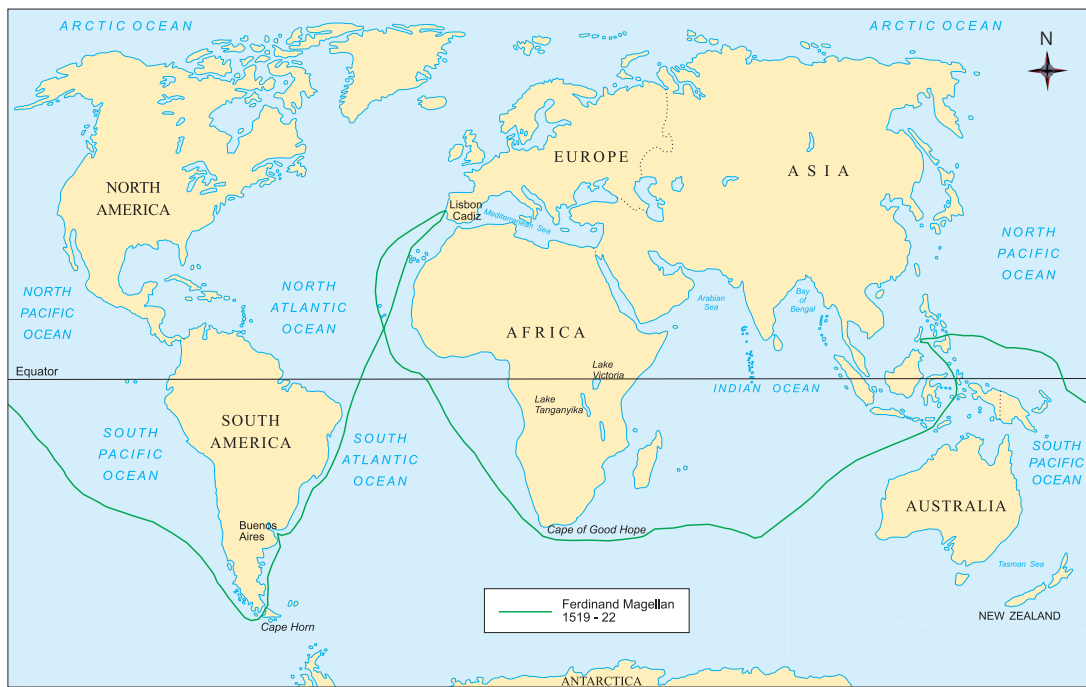 ARCTIC OCEAN
ARCTIC OCEAN
N
EUROPE
ASIA
NORTH
AMERICA
Lisbon
Cadiz
Mediterranean Sea
NORTH
PACIFIC
OCEAN
NORTH
ATLANTIC
OCEAN
NORTH
PACIFIC
OCEAN
Arabian
Sea
Bay
of
Bengal
AFRICA
Equator
Lake
Victoria
INDIAN OCEAN
Lake
Tanganyika
SOUTH
PACIFIC
OCEAN
SOUTH
AMERICA
SOUTH
ATLANTIC
OCEAN
SOUTH
PACIFIC
OCEAN
AUSTRALIA
Buenos
Aires
Cape of Good Hope
Tasman Sea
Cape Horn
Ferdinand Magellan
1519 - 22
NEW ZEALAND
ANTARCTICA